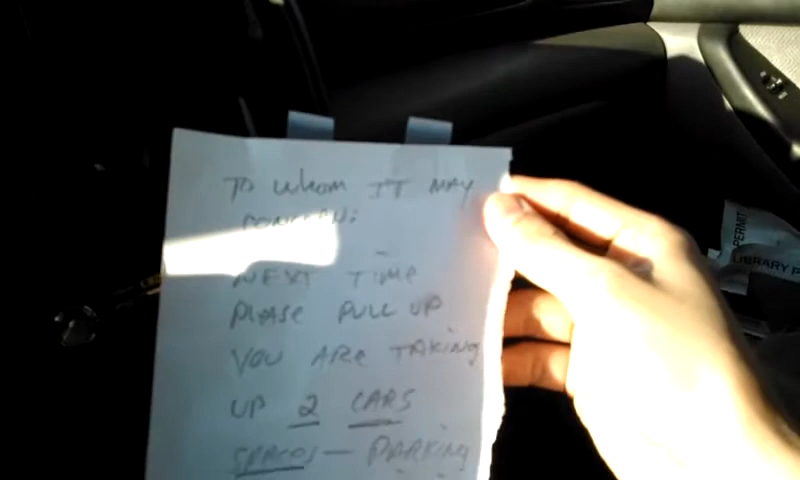 To whom IT MAY
CONCERN:
NEXT TIME
PLEASE PULL UP
YOU ARE TAKING
UP 2 CARS
SPACES — PARKING
PERMIT
LIBRARY P